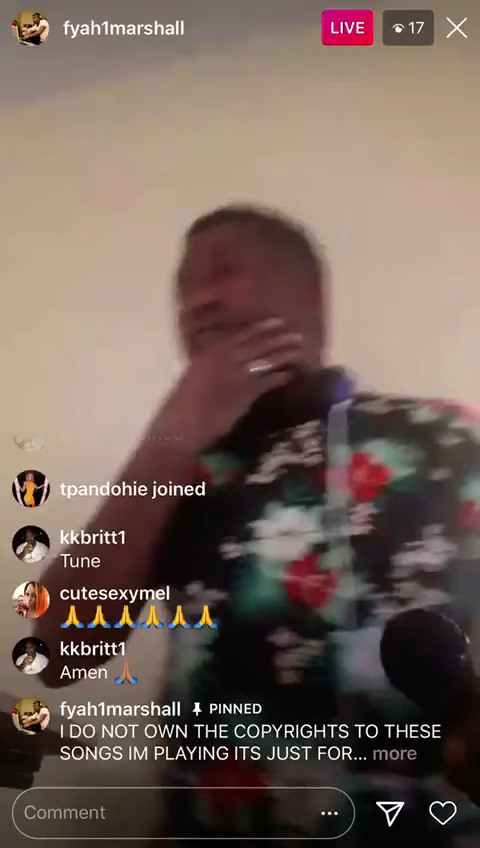 fyah1marshall
LIVE
17
joined
tpandohie joined
kkbritt1
Tune
cutesexymel
🙏🙏🙏🙏🙏🙏
kkbritt1
Amen 🙏🏽
fyah1marshall PINNED
I DO NOT OWN THE COPYRIGHTS TO THESE
SONGS IM PLAYING ITS JUST FOR... more
Comment